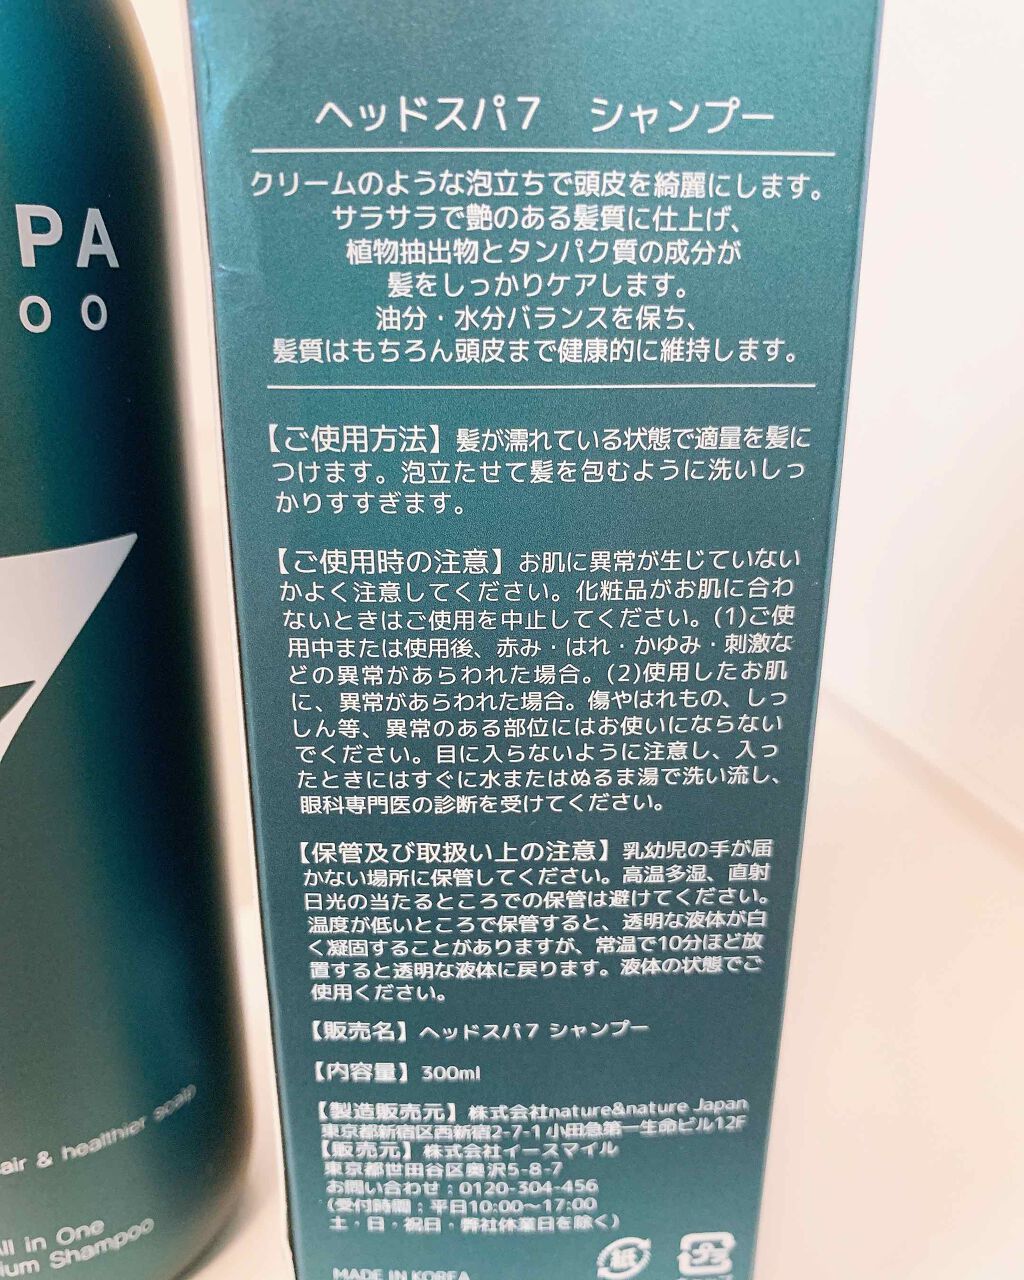 PA
OO
air & healthier scalp
All in One
ium Shampoo
ヘッドスパ7 シャンプー
クリームのような泡立ちで頭皮を綺麗にします。
サラサラで艶のある髪質に仕上げ、
植物抽出物とタンパク質の成分が
髪をしっかりケアします。
油分・水分バランスを保ち、
髪質はもちろん頭皮まで健康的に維持します。
【ご使用方法】髪が濡れている状態で適量を髪に
つけます。泡立たせて髪を包むように洗いしっ
かりすすぎます。
【ご使用時の注意】お肌に異常が生じていない
かよく注意してください。化粧品がお肌に合わ
ないときはご使用を中止してください。(1)ご使
用中または使用後、赤み・はれ・かゆみ・刺激な
どの異常があらわれた場合。(2)使用したお肌
に、異常があらわれた場合。傷やはれもの、しっ
しん等、異常のある部位にはお使いにならない
でください。目に入らないように注意し、入っ
たときにはすぐに水またはぬるま湯で洗い流し、
眼科専門医の診断を受けてください。
【保管及び取扱い上の注意】乳幼児の手が届
かない場所に保管してください。高温多湿、直射
日光の当たるところでの保管は避けてください。
温度が低いところで保管すると、透明な液体が白
く凝固することがありますが、常温で10分ほど放
置すると透明な液体に戻ります。液体の状態でご
使用ください。
【販売名】ヘッドスパ7 シャンプー
【内容量】300ml
【製造販売元】株式会社nature&nature Japan
東京都新宿区西新宿2-7-1 小田急第一生命ビル12F
【販売元】株式会社イースマイル
東京都世田谷区奥沢5-8-7
お問い合わせ：0120-304-456
(受付時間：平日10:00〜17:00
土・日・祝日・弊社休業日を除く)
MADE IN KOREA
紙
プラ